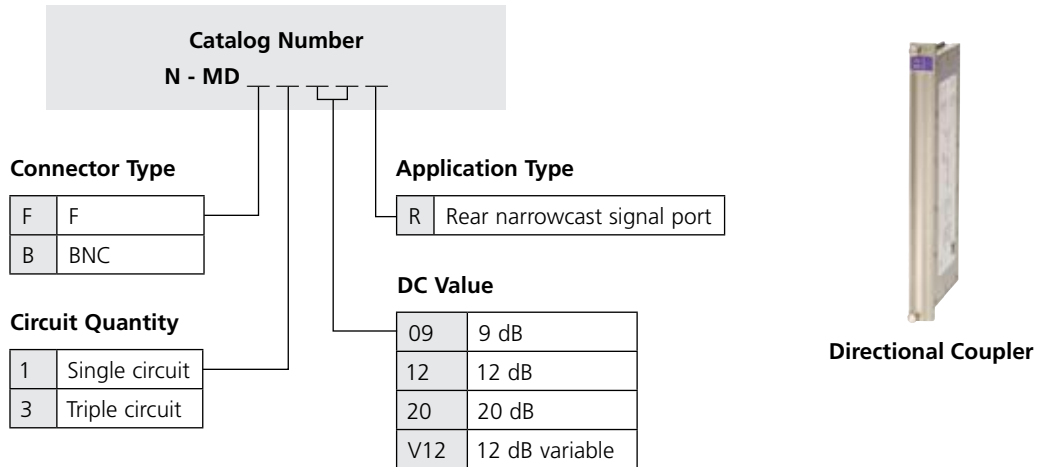 Catalog Number
N - MD _ _ _ _ _
Connector Type
F F
B BNC
Circuit Quantity
1 Single circuit
3 Triple circuit
Application Type
R Rear narrowcast signal port
DC Value
09 9 dB
12 12 dB
20 20 dB
V12 12 dB variable
Directional Coupler